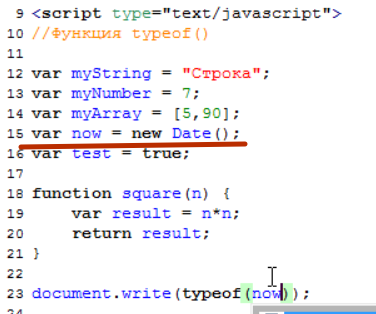 9 <script type="text/javascript">
10 //Функция typeof()
11
12 var myString = "Строка";
13 var myNumber = 7;
14 var myArray = [5,90];
15 var now = new Date();
16 var test = true;
17
18 function square(n) {
19     var result = n*n;
20     return result;
21 }
22
23 document.write(typeof(now));
24